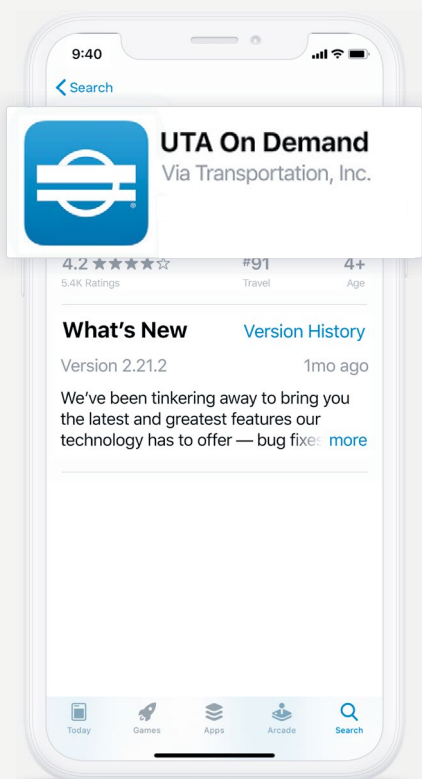 9:40
Search
UTA On Demand
Via Transportation, Inc.
®
4.2 ★★★★☆ #91 4+
5.4K Ratings Travel Age
What's New Version History
Version 2.21.2 1mo ago
We've been tinkering away to bring you
the latest and greatest features our
technology has to offer — bug fixes more
Today Games Apps Arcade Search